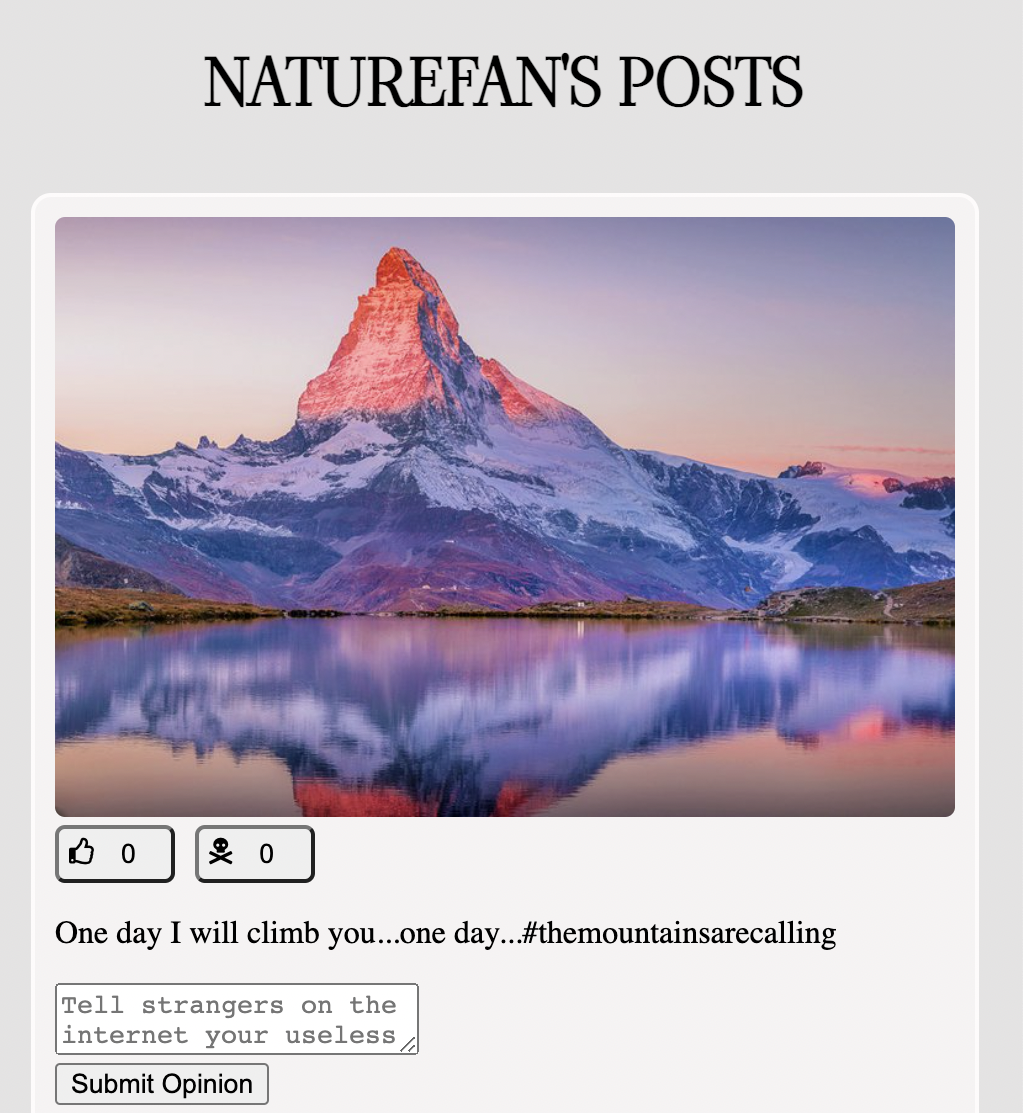 NATUREFAN'S POSTS
0 0
One day I will climb you...one day...#themountainsarecalling
Tell strangers on the
internet your useless
Submit Opinion